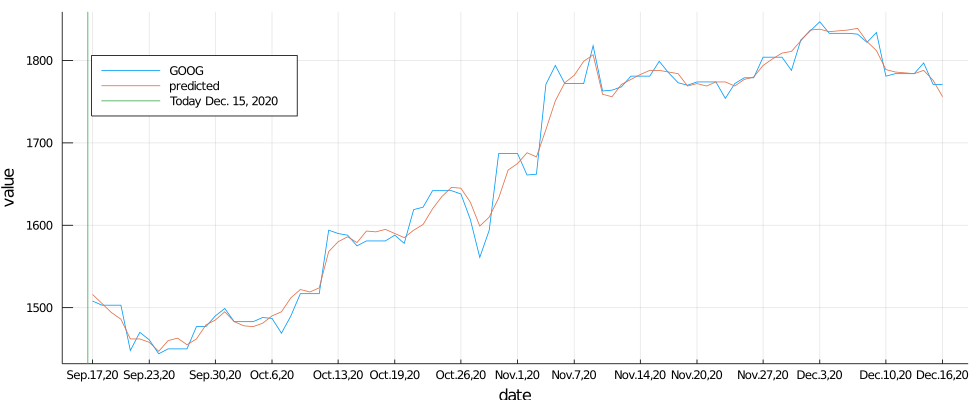 1800
1700
1600
1500
value
GOOG
predicted
Today Dec. 15, 2020
Sep.17,20 Sep.23,20 Sep.30,20 Oct.6,20 Oct.13,20 Oct.19,20 Oct.26,20 Nov.1,20 Nov.7,20 Nov.14,20 Nov.20,20 Nov.27,20 Dec.3,20 Dec.10,20 Dec.16,20
date